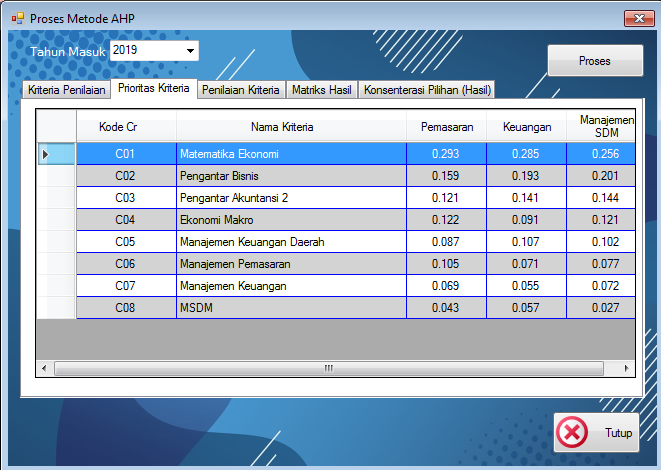 Proses Metode AHP
Tahun Masuk 2019
Proses
Kriteria Penilaian Prioritas Kriteria Penilaian Kriteria Matriks Hasil Konsenterasi Pilihan (Hasil)
Kode Cr Nama Kriteria Pemasaran Keuangan Manajemen SDM
C01 Matematika Ekonomi 0.293 0.285 0.256
C02 Pengantar Bisnis 0.159 0.193 0.201
C03 Pengantar Akuntansi 2 0.121 0.141 0.144
C04 Ekonomi Makro 0.122 0.091 0.121
C05 Manajemen Keuangan Daerah 0.087 0.107 0.102
C06 Manajemen Pemasaran 0.105 0.071 0.077
C07 Manajemen Keuangan 0.069 0.055 0.072
C08 MSDM 0.043 0.057 0.027
Tutup